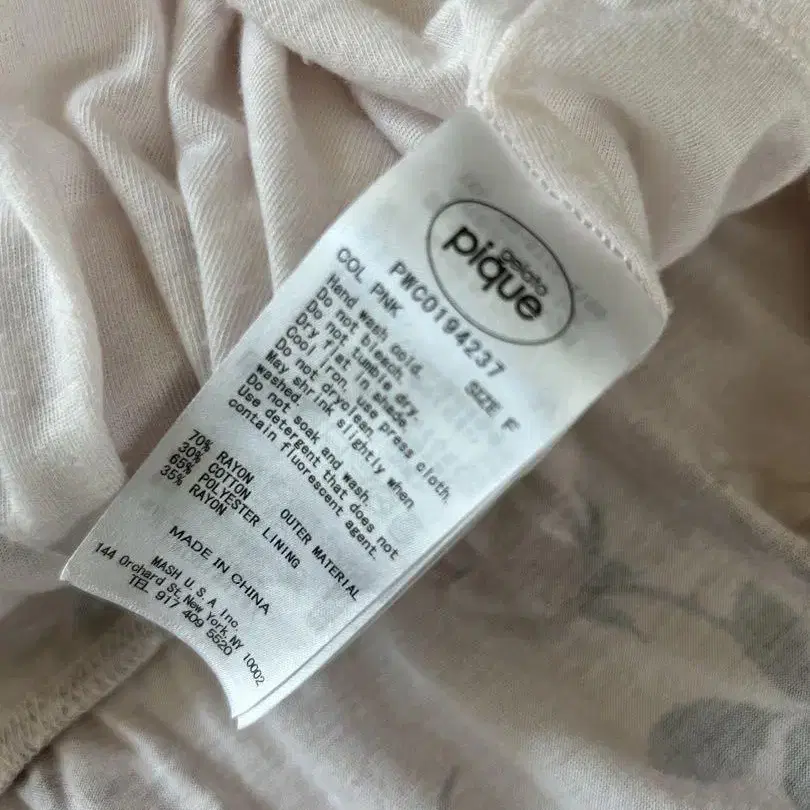 gelato
pique
PWC0194237
COL PNK SIZE F
Hand wash cold.
Do not bleach.
Do not tumble dry.
Dry flat in shade.
Cool iron, use press cloth.
Do not dryclean.
May shrink slightly when
washed.
Do not soak and wash.
Use detergent that does not
contain fluorescent agent.
70% RAYON
30% COTTON OUTER MATERIAL
65% POLYESTER LINING
35% RAYON
MADE IN CHINA
MASH U.S.A. Inc.
144 Orchard St. New York, NY 10002
TEL 917 409 5520